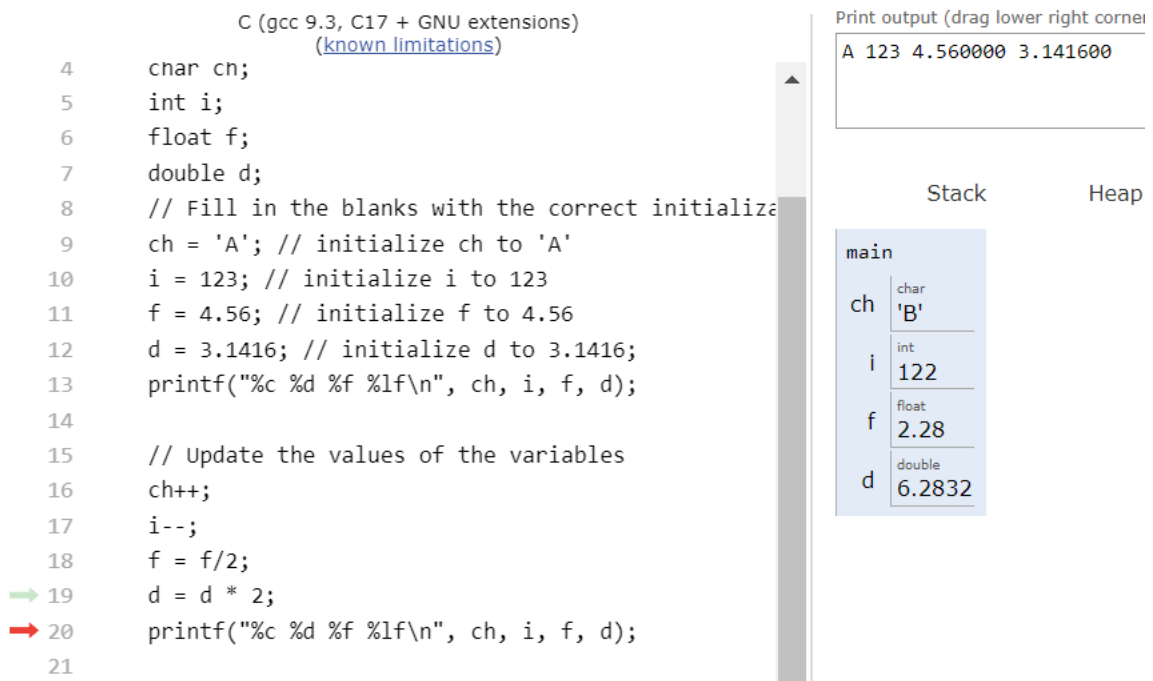 C (gcc 9.3, C17 + GNU extensions)
(known limitations)
4 char ch;
5 int i;
6 float f;
7 double d;
8 // Fill in the blanks with the correct initializa
9 ch = 'A'; // initialize ch to 'A'
10 i = 123; // initialize i to 123
11 f = 4.56; // initialize f to 4.56
12 d = 3.1416; // initialize d to 3.1416;
13 printf("%c %d %f %lf\n", ch, i, f, d);
14
15 // Update the values of the variables
16 ch++;
17 i--;
18 f = f/2;
19 d = d * 2;
20 printf("%c %d %f %lf\n", ch, i, f, d);
21
Print output (drag lower right corner
A 123 4.560000 3.141600
Stack Heap
main
char
ch 'B'
int
i 122
float
f 2.28
double
d 6.2832